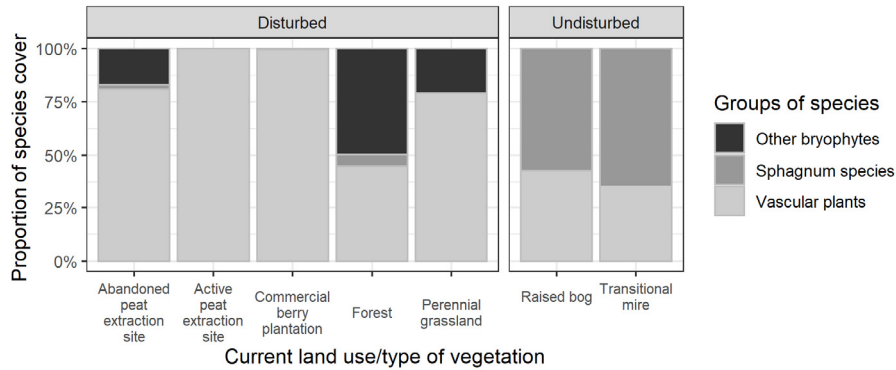 Disturbed
Undisturbed
Proportion of species cover
100%
75%
50%
25%
0%
Abandoned
peat
extraction
site
Active
peat
extraction
site
Commercial
berry
plantation
Forest
Perennial
grassland
Raised bog
Transitional
mire
Current land use/type of vegetation
Groups of species
Other bryophytes
Sphagnum species
Vascular plants